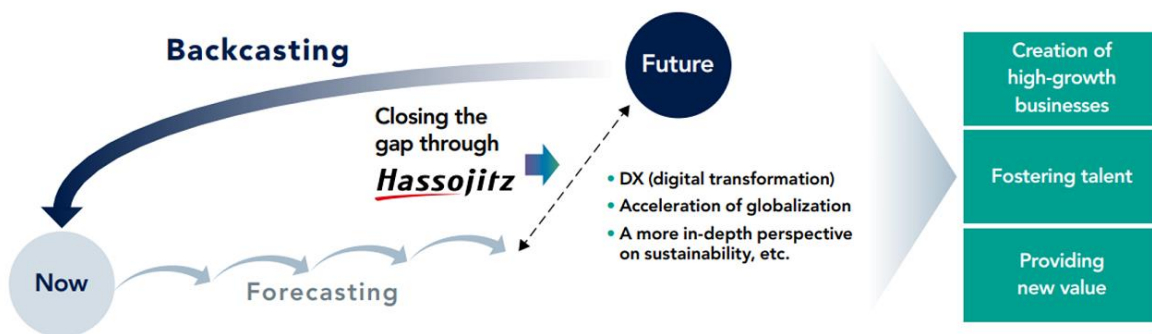 Backcasting
Future
Closing the
gap through
Hassojitz
• DX (digital transformation)
• Acceleration of globalization
• A more in-depth perspective
on sustainability, etc.
Now
Forecasting
Creation of
high-growth
businesses
Fostering talent
Providing
new value